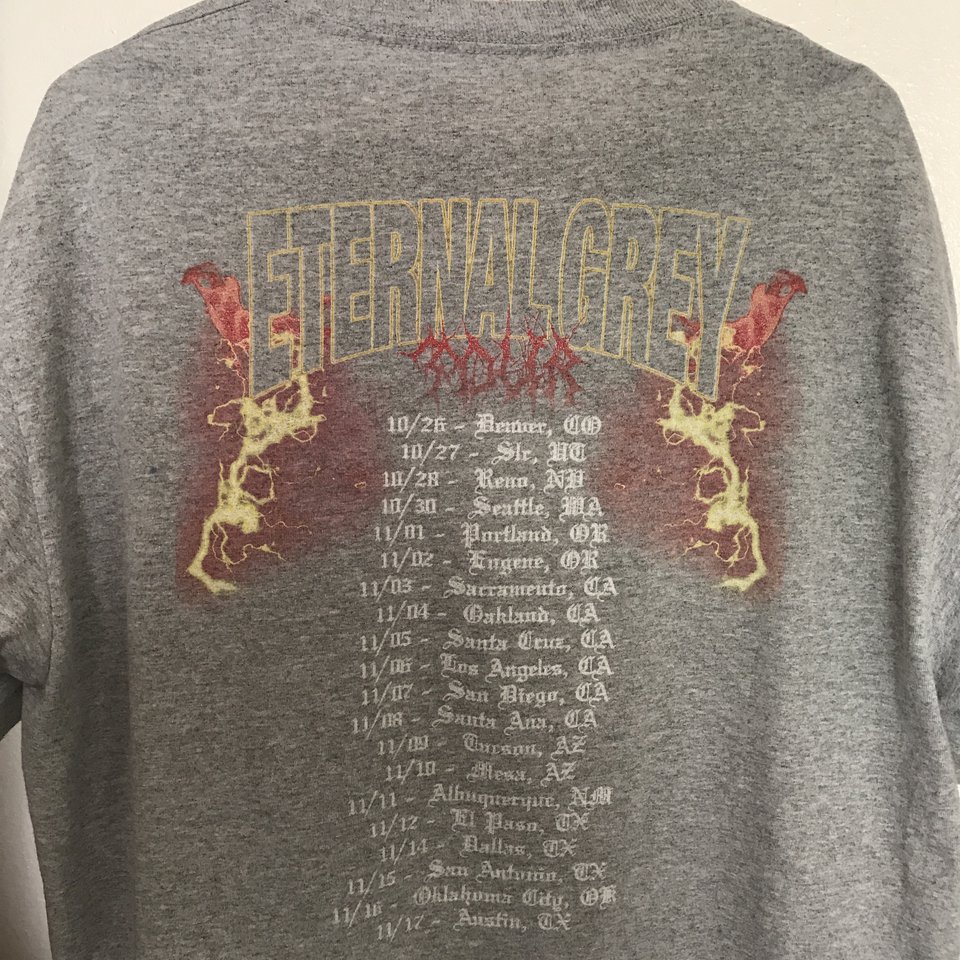 ETERNAL GREY
TOUR
10/26 - Denver, CO
10/27 - Slc, UT
10/28 - Reno, NV
10/30 - Seattle, WA
11/01 - Portland, OR
11/02 - Eugene, OR
11/03 - Sacramento, CA
11/04 - Oakland, CA
11/05 - Santa Cruz, CA
11/06 - Los Angeles, CA
11/07 - San Diego, CA
11/08 - Santa Ana, CA
11/09 - Tucson, AZ
11/10 - Mesa, AZ
11/11 - Albuquerque, NM
11/12 - El Paso, TX
11/14 - Dallas, TX
11/15 - San Antonio, TX
11/16 - Oklahoma City, OK
11/17 - Austin, TX